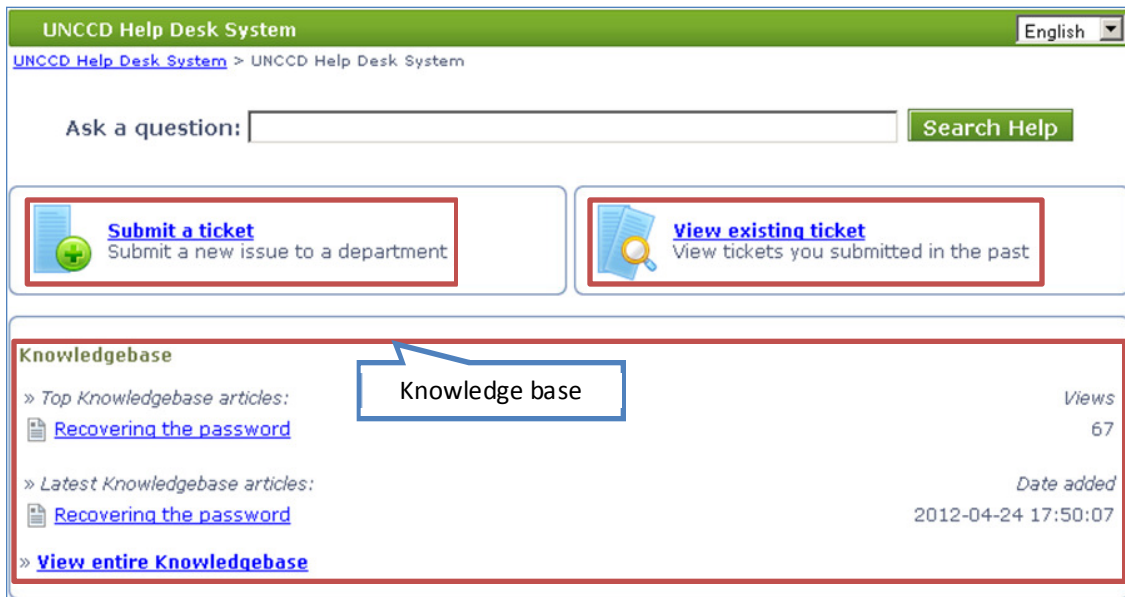 UNCCD Help Desk System
English
UNCCD Help Desk System > UNCCD Help Desk System
Ask a question:
Search Help
Submit a ticket
Submit a new issue to a department
View existing ticket
View tickets you submitted in the past
Knowledgebase
Knowledge base
» Top Knowledgebase articles: Views
Recovering the password 67
» Latest Knowledgebase articles: Date added
Recovering the password 2012-04-24 17:50:07
» View entire Knowledgebase